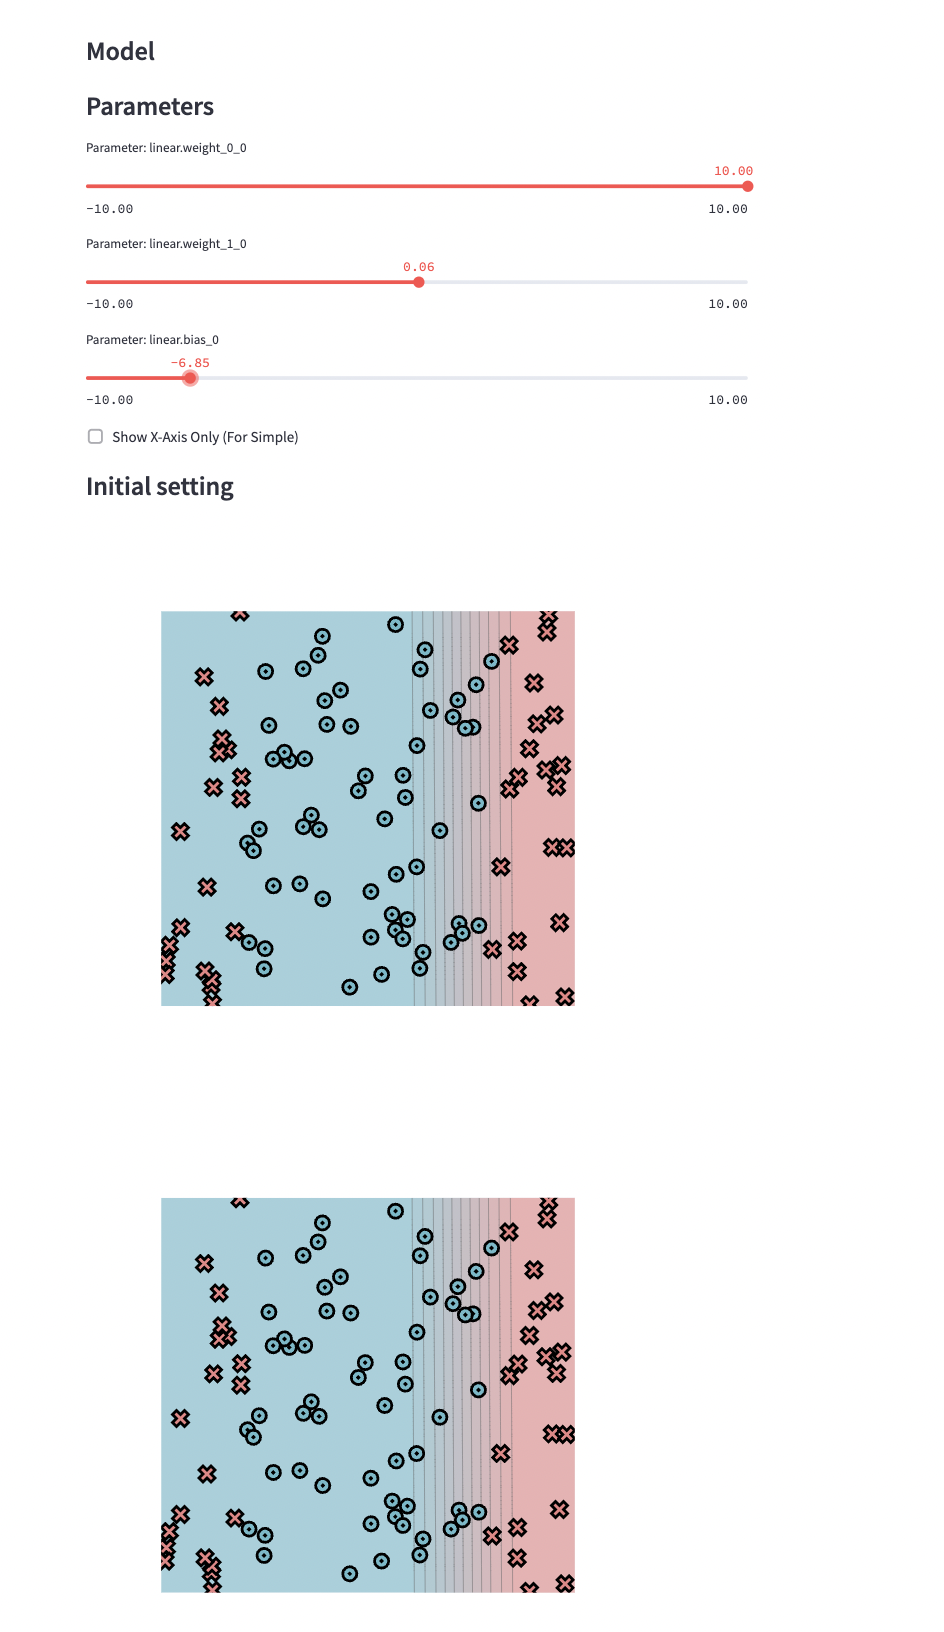 Model
Parameters
Parameter: linear.weight_0_0
10.00
-10.00 10.00
Parameter: linear.weight_1_0
0.06
-10.00 10.00
Parameter: linear.bias_0
-6.85
-10.00 10.00
Show X-Axis Only (For Simple)
Initial setting